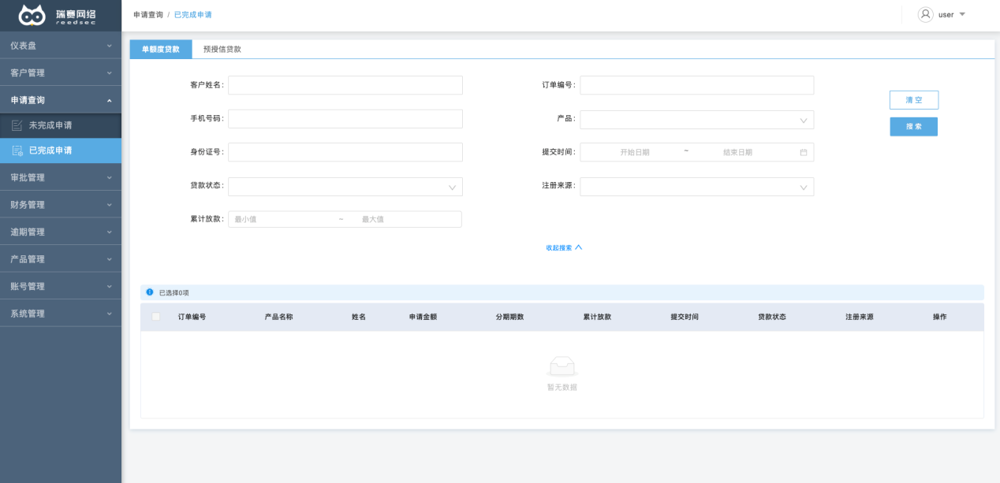 瑞赛网络
reedsec
申请查询 / 已完成申请
user
仪表盘
客户管理
申请查询
未完成申请
已完成申请
审批管理
财务管理
逾期管理
产品管理
账号管理
系统管理
单额度贷款 预授信贷款
客户姓名: 订单编号:
清 空
手机号码: 产品:
搜 索
身份证号: 提交时间: 开始日期 ~ 结束日期
贷款状态: 注册来源:
累计放款: 最小值 ~ 最大值
收起搜索
已选择0项
订单编号 产品名称 姓名 申请金额 分期期数 累计放款 提交时间 贷款状态 注册来源 操作
暂无数据